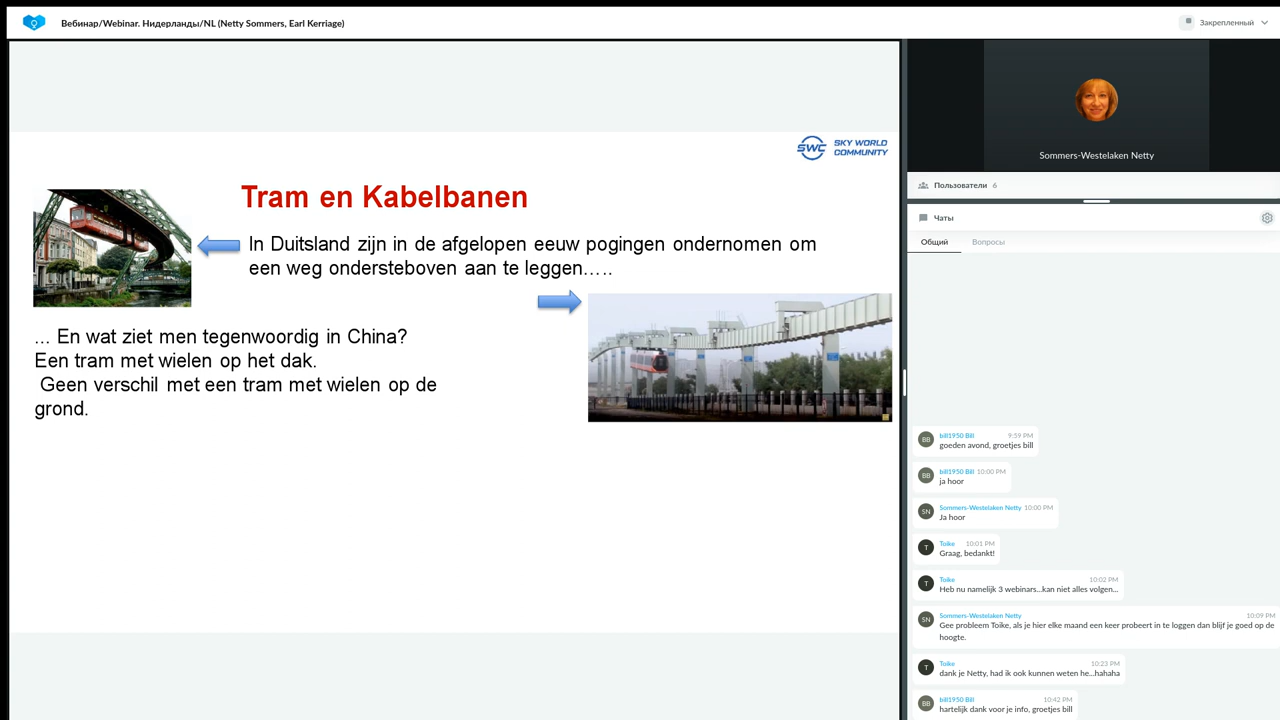 Вебинар/Webinar. Нидерланды/NL (Netty Sommers, Earl Kerriage)
Закрепленный
SWC SKY WORLD
COMMUNITY
Tram en Kabelbanen
In Duitsland zijn in de afgelopen eeuw pogingen ondernomen om
een weg ondersteboven aan te leggen.....
... En wat ziet men tegenwoordig in China?
Een tram met wielen op het dak.
Geen verschil met een tram met wielen op de
grond.
Sommers-Westelaken Netty
Пользователи 6
Чаты
Общий Вопросы
BB bill1950 Bill 9:59 PM
goeden avond, groetjes bill
BB bill1950 Bill 10:00 PM
ja hoor
SN Sommers-Westelaken Netty 10:00 PM
Ja hoor
T Toike 10:01 PM
Graag, bedankt!
T Toike 10:02 PM
Heb nu namelijk 3 webinars...kan niet alles volgen...
SN Sommers-Westelaken Netty 10:09 PM
Gee probleem Toike, als je hier elke maand een keer probeert in te loggen dan blijf je goed op de
hoogte.
T Toike 10:23 PM
dank je Netty, had ik ook kunnen weten he...hahaha
BB bill1950 Bill 10:42 PM
hartelijk dank voor je info, groetjes bill